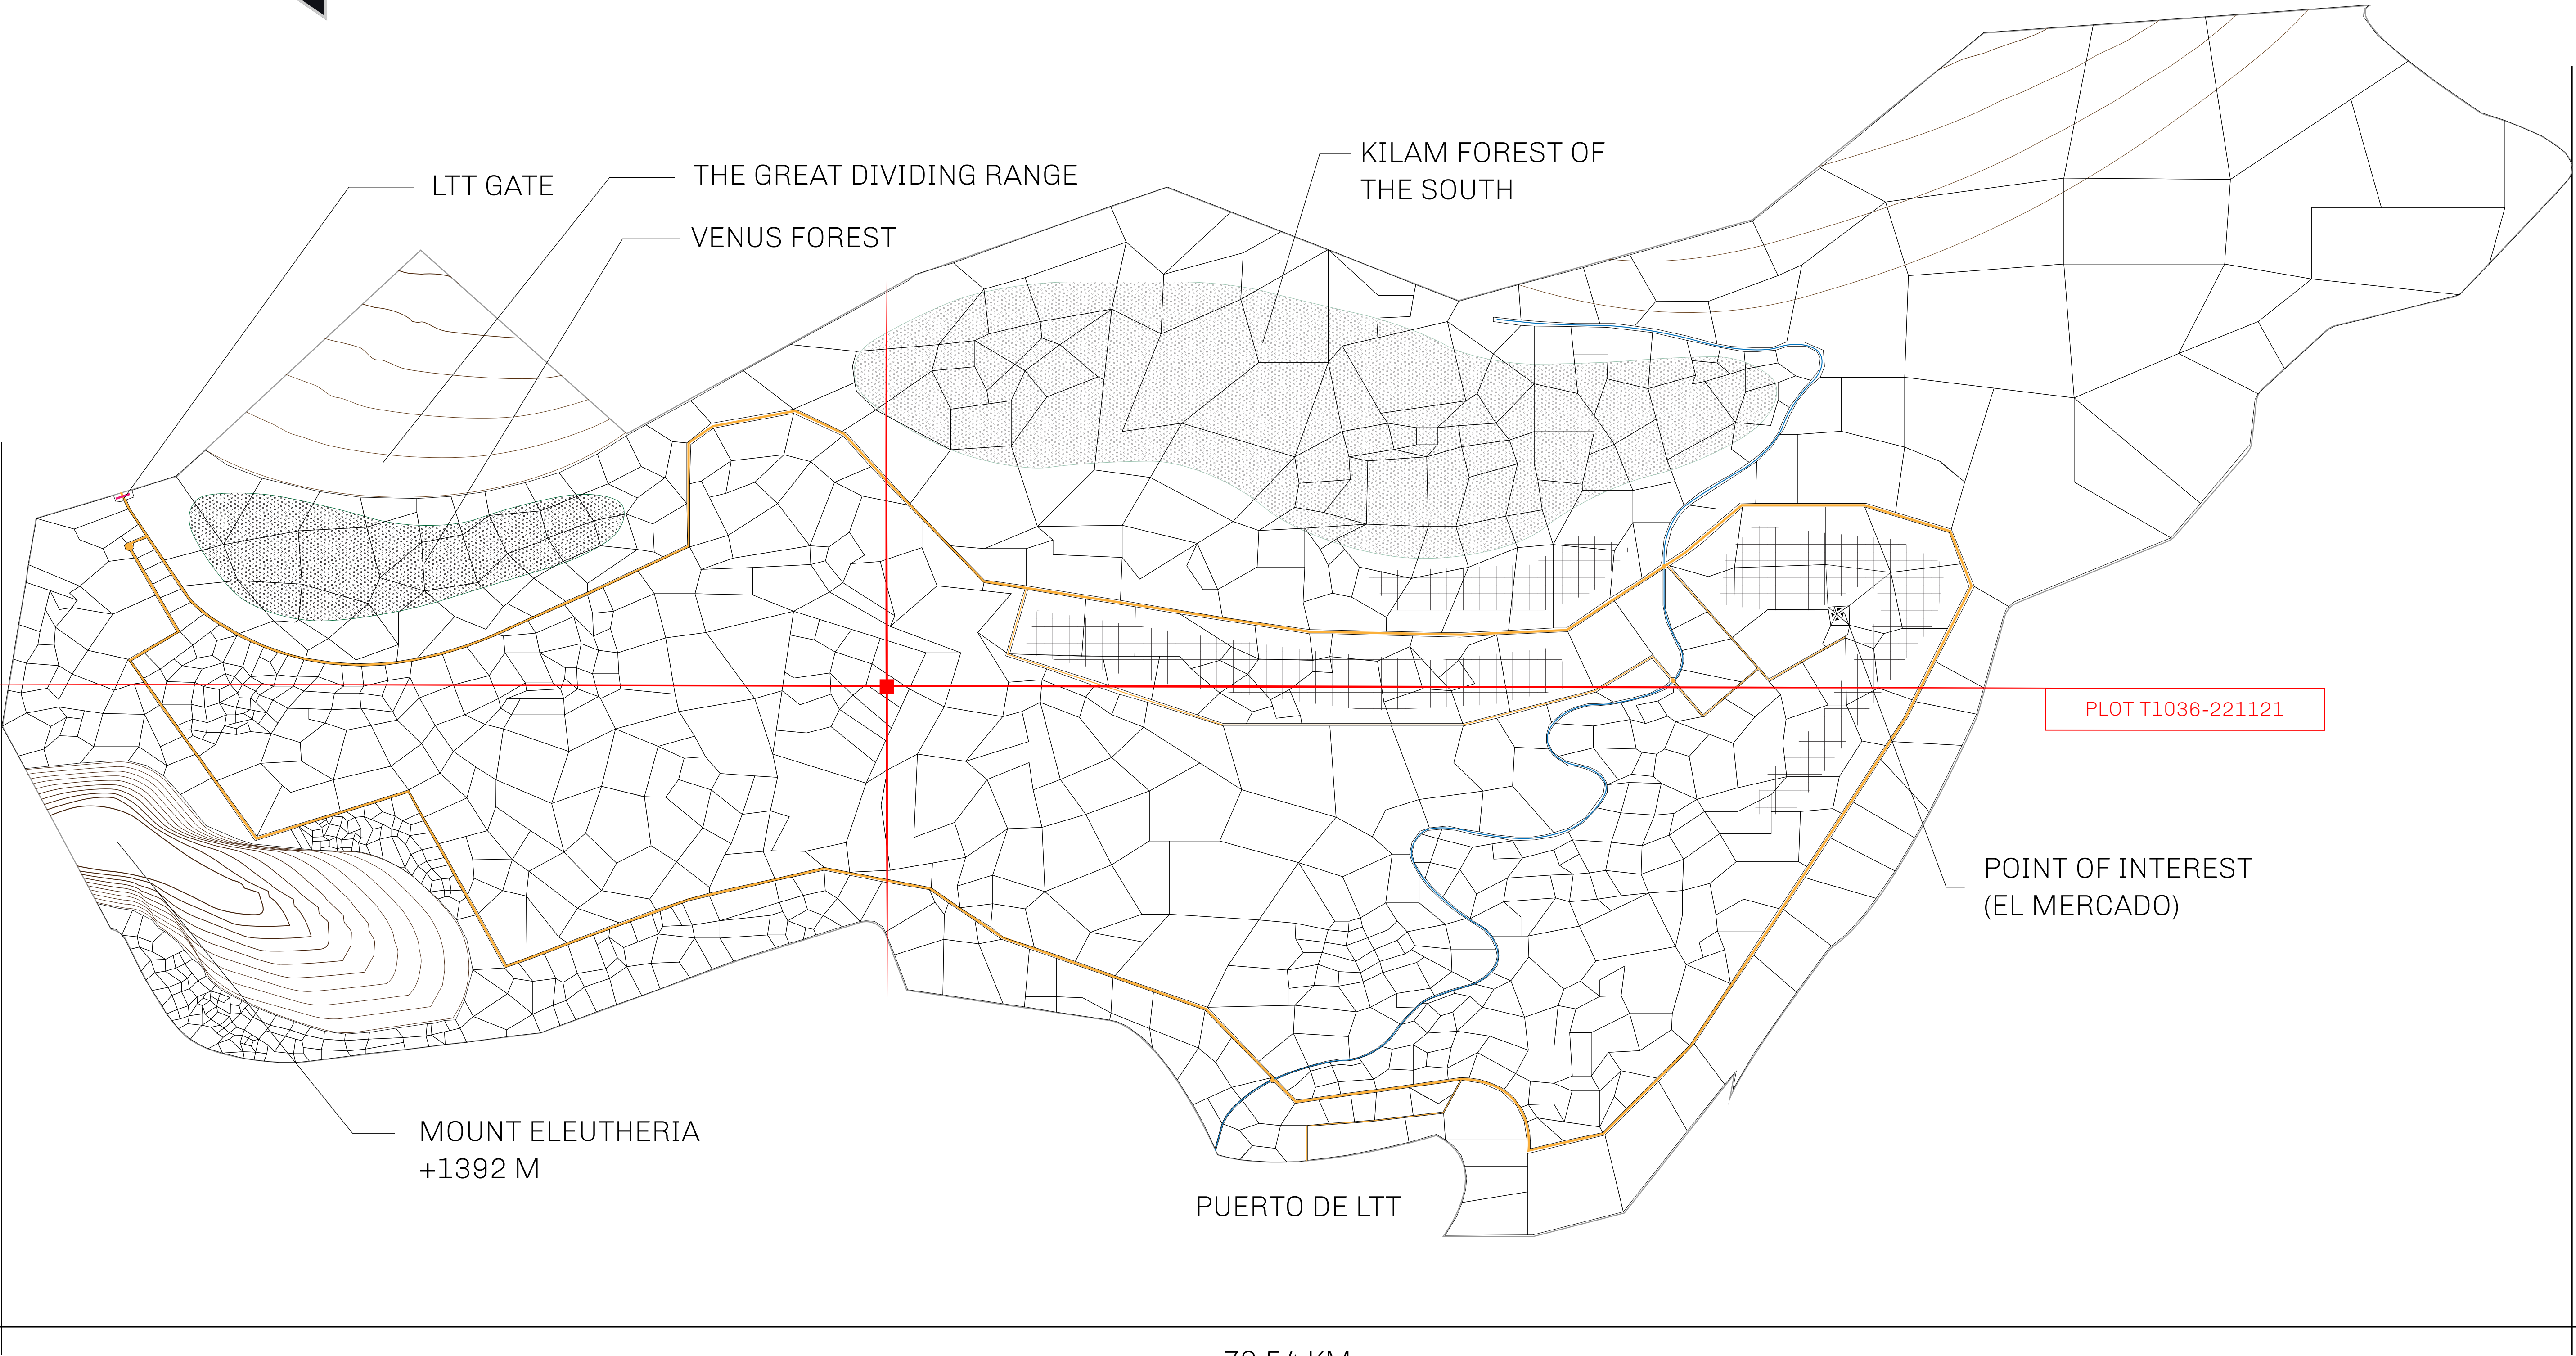 KILAM FOREST OF
THE SOUTH
THE GREAT DIVIDING RANGE
LTT GATE
VENUS FOREST
PLOT T1036-221121
POINT OF INTEREST
(EL MERCADO)
MOUNT ELEUTHERIA
+1392 M
PUERTO DE LTT